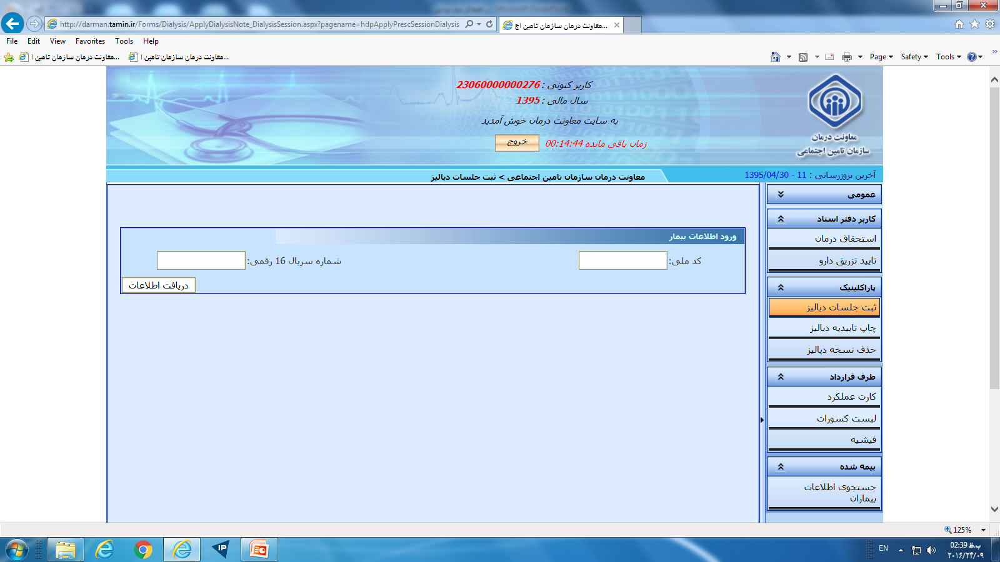 http://darman.tamin.ir/Forms/Dialysis/ApplyDialysisNote_DialysisSession.aspx?pagename=hdpApplyPrescSessionDialysis
معاونت درمان سازمان تامین اج...
File Edit View Favorites Tools Help
معاونت درمان سازمان تامین ا...
معاونت درمان سازمان تامین ا...
Page Safety Tools
کاربر کنونی : 23060000000276
سال مالی : 1395
به سایت معاونت درمان خوش آمدید
زمان باقی مانده 00:14:44
خروج
معاونت درمان
سازمان تامین اجتماعی
آخرین بروزرسانی : 11 - 1395/04/30
معاونت درمان سازمان تامین اجتماعی > ثبت جلسات دیالیز
عمومی
کاربر دفتر اسناد
استحقاق درمان
تایید تزریق دارو
پاراکلینیک
ثبت جلسات دیالیز
چاپ تاییدیه دیالیز
حذف نسخه دیالیز
طرف قرارداد
کارت عملکرد
لیست کسورات
فیشیه
بیمه شده
جستجوی اطلاعات
بیماران
ورود اطلاعات بیمار
کد ملی:
شماره سریال 16 رقمی:
دریافت اطلاعات
125%
IP
EN
02:39 ب.ظ
۲۰۱۶/۲۴/۰۹